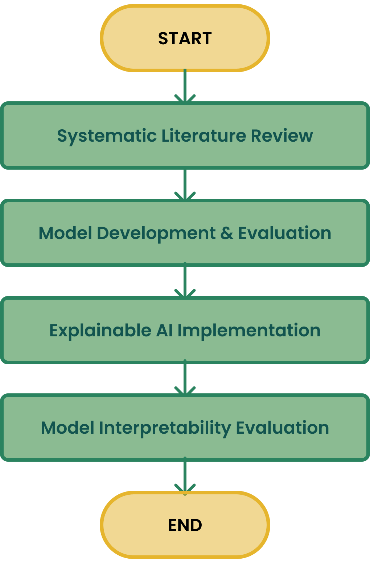 START
Systematic Literature Review
Model Development & Evaluation
Explainable AI Implementation
Model Interpretability Evaluation
END